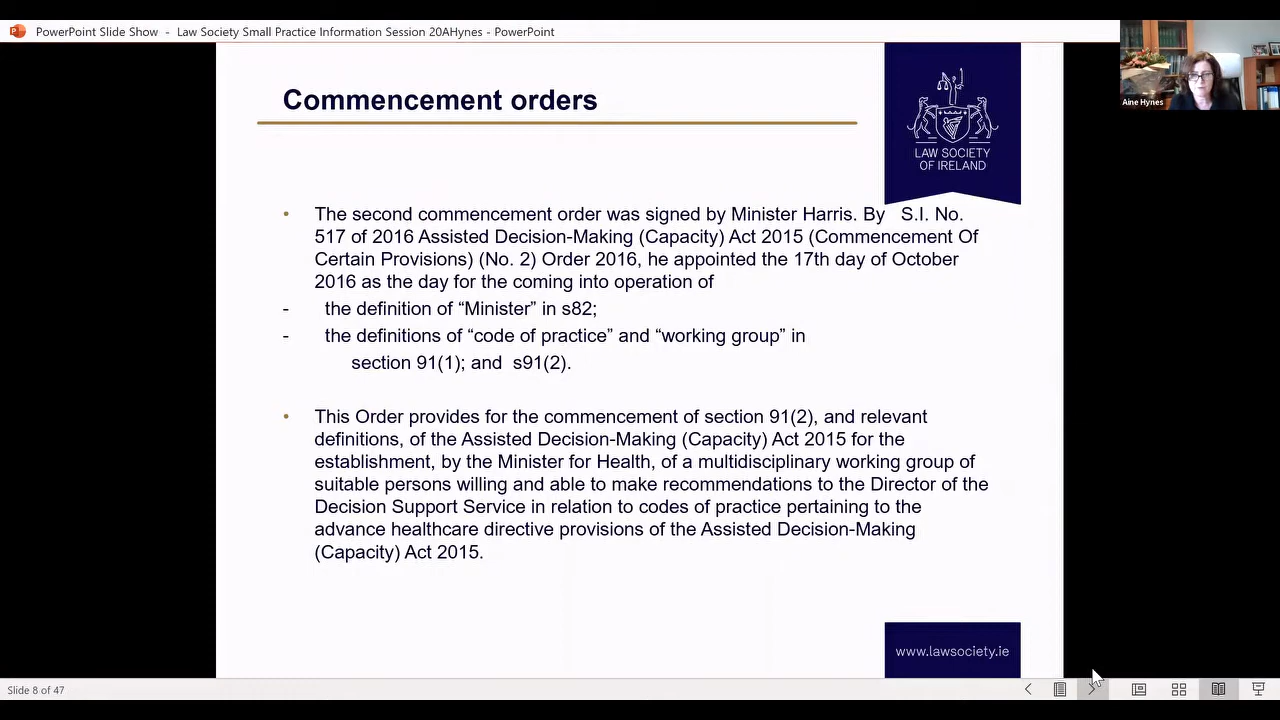 PowerPoint Slide Show - Law Society Small Practice Information Session 20AHynes - PowerPoint
Aine Hynes
Commencement orders
LAW SOCIETY
OF IRELAND
• The second commencement order was signed by Minister Harris. By S.I. No.
517 of 2016 Assisted Decision-Making (Capacity) Act 2015 (Commencement Of
Certain Provisions) (No. 2) Order 2016, he appointed the 17th day of October
2016 as the day for the coming into operation of
- the definition of “Minister” in s82;
- the definitions of “code of practice” and “working group” in
section 91(1); and s91(2).
• This Order provides for the commencement of section 91(2), and relevant
definitions, of the Assisted Decision-Making (Capacity) Act 2015 for the
establishment, by the Minister for Health, of a multidisciplinary working group of
suitable persons willing and able to make recommendations to the Director of the
Decision Support Service in relation to codes of practice pertaining to the
advance healthcare directive provisions of the Assisted Decision-Making
(Capacity) Act 2015.
www.lawsociety.ie
Slide 8 of 47